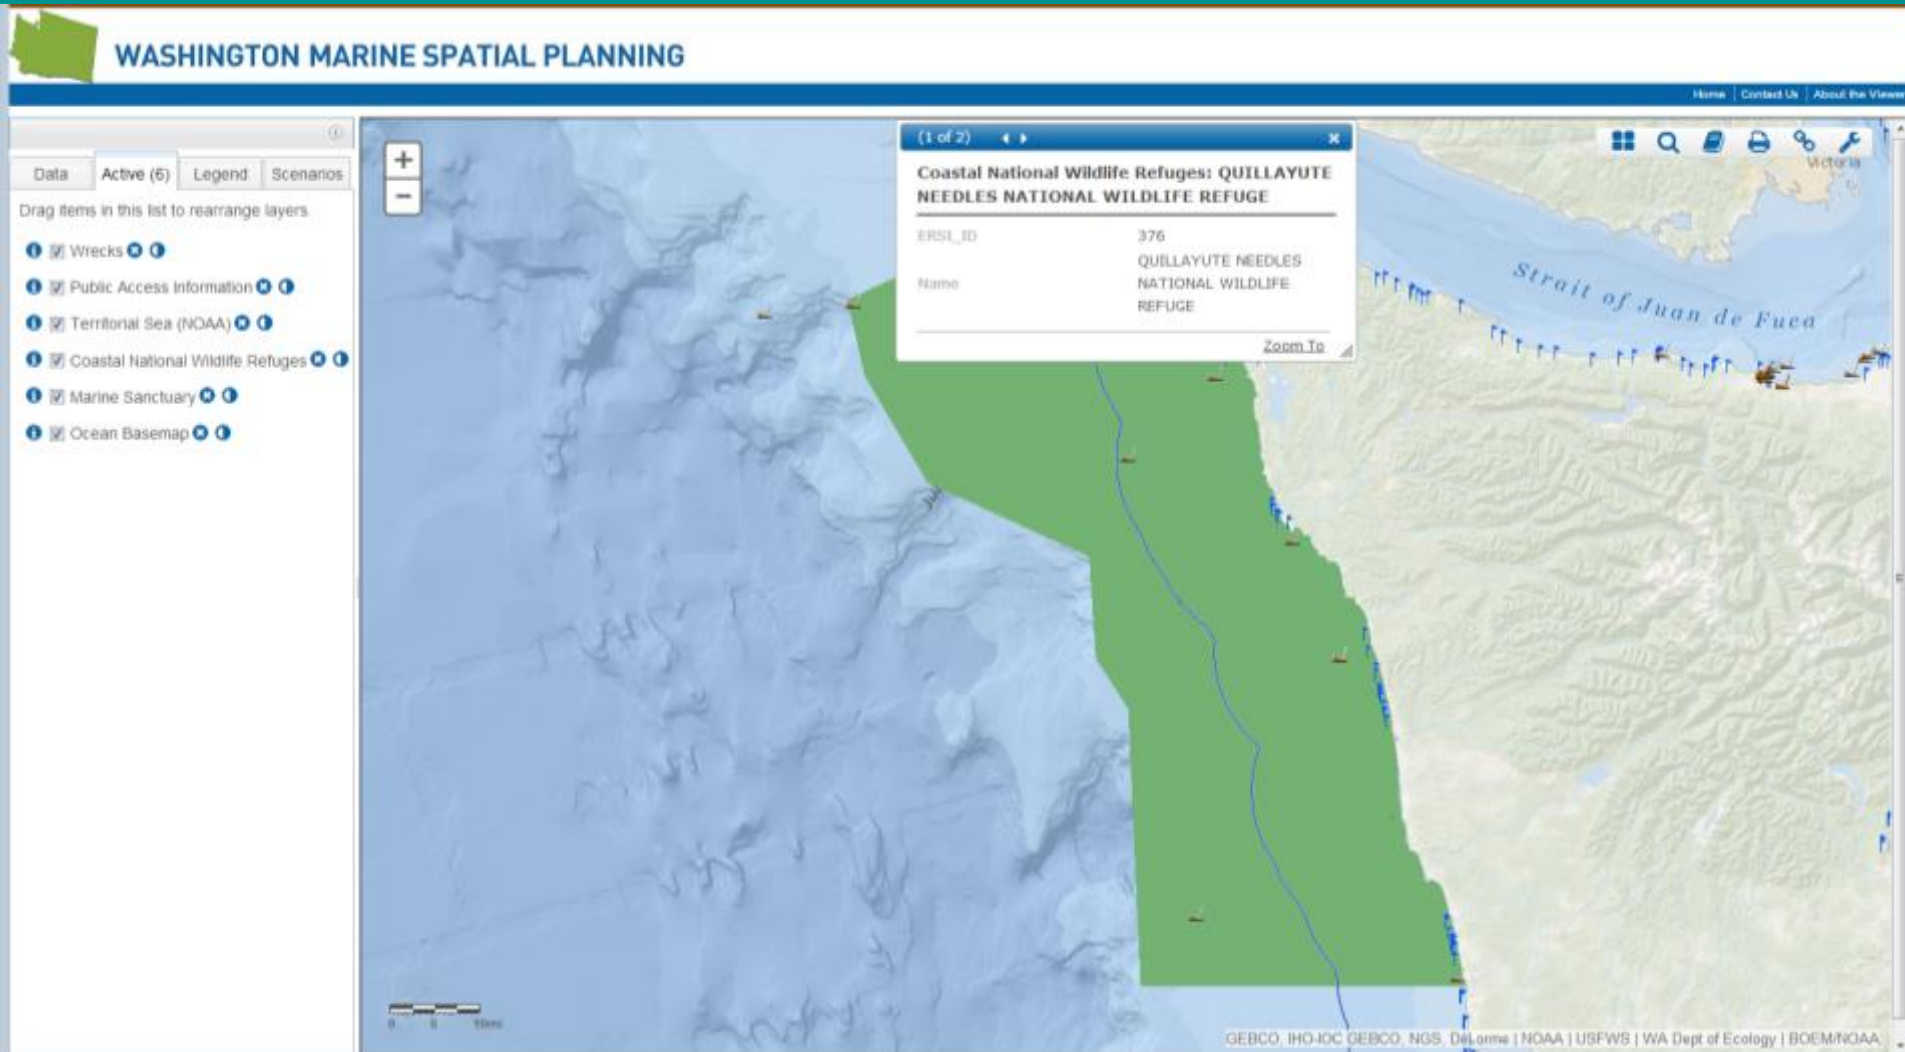 WASHINGTON MARINE SPATIAL PLANNING
Home | Contact Us | About the Viewer
Data Active (6) Legend Scenarios
Drag items in this list to rearrange layers.
Wrecks
Public Access Information
Territorial Sea (NOAA)
Coastal National Wildlife Refuges
Marine Sanctuary
Ocean Basemap
(1 of 2)
Coastal National Wildlife Refuges: QUILLAYUTE
NEEDLES NATIONAL WILDLIFE REFUGE
ERSI_ID 376
Name QUILLAYUTE NEEDLES
NATIONAL WILDLIFE
REFUGE
Zoom To
Victoria
Strait of Juan de Fuca
GEBCO, IHO-IOC GEBCO, NGS, DeLorme | NOAA | USFWS | WA Dept of Ecology | BOEM/NOAA